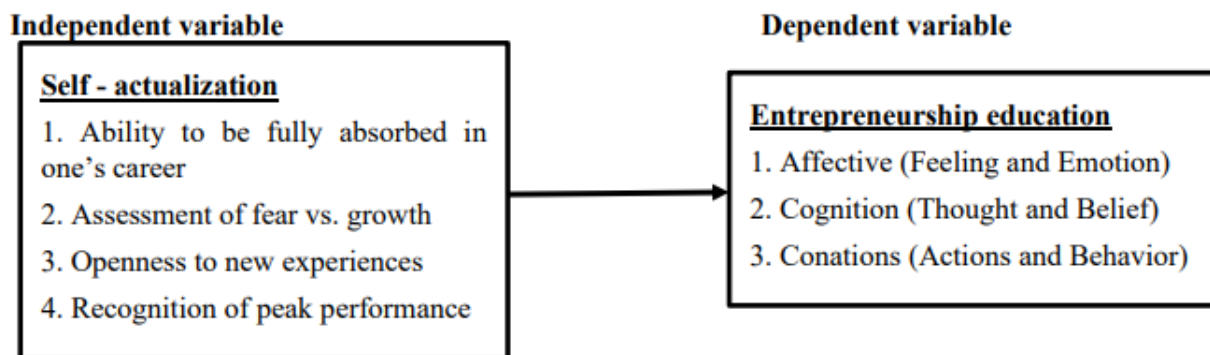 Independent variable
Self - actualization
1. Ability to be fully absorbed in
one’s career
2. Assessment of fear vs. growth
3. Openness to new experiences
4. Recognition of peak performance
Dependent variable
Entrepreneurship education
1. Affective (Feeling and Emotion)
2. Cognition (Thought and Belief)
3. Conations (Actions and Behavior)